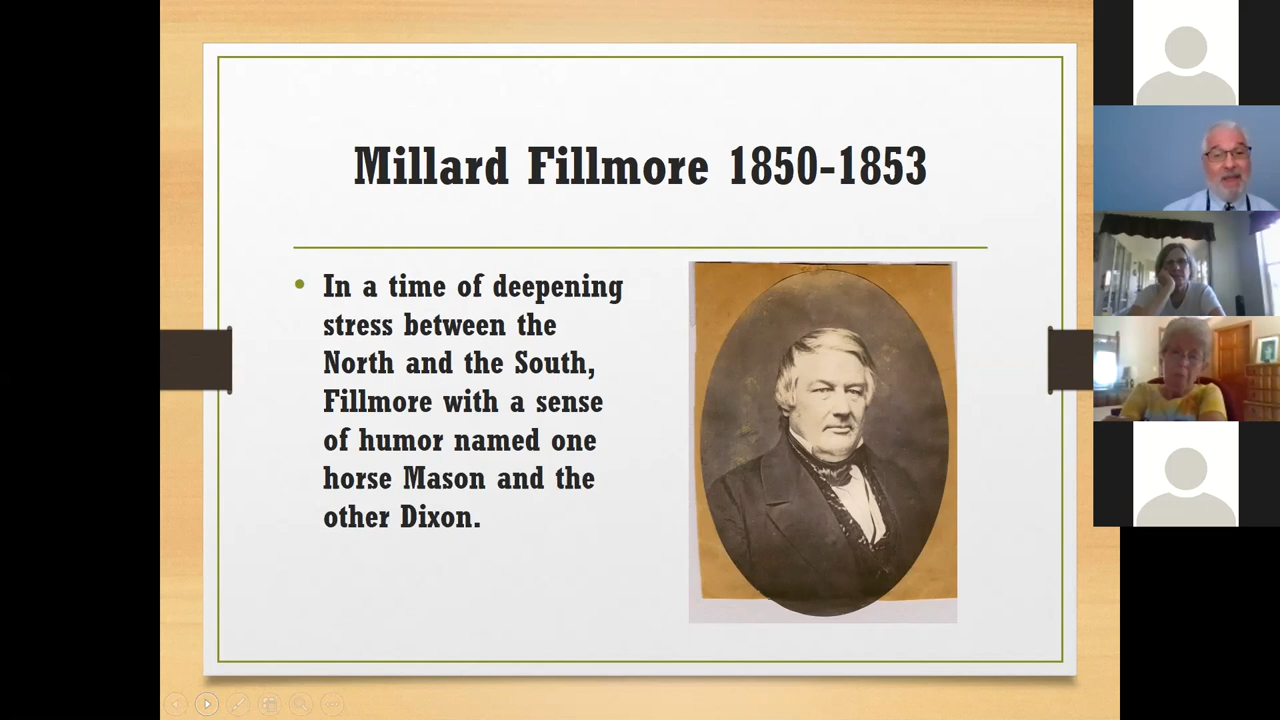 Millard Fillmore 1850-1853
• In a time of deepening
stress between the
North and the South,
Fillmore with a sense
of humor named one
horse Mason and the
other Dixon.